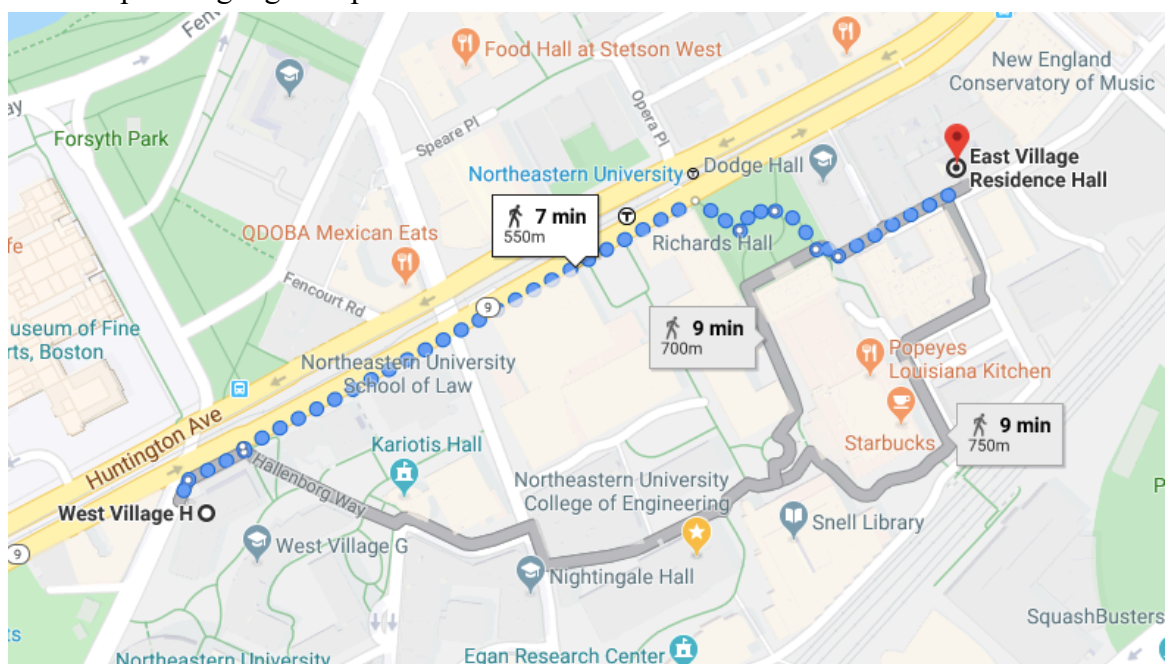 Food Hall at Stetson West
New England
Conservatory of Music
Forsyth Park
Speare Pl
Opera Pl
Northeastern University
Dodge Hall
East Village
Residence Hall
7 min
550m
T
QDOBA Mexican Eats
Richards Hall
Fencourt Rd
9
9 min
700m
useum of Fine
rts, Boston
Northeastern University
School of Law
Popeyes
Louisiana Kitchen
Huntington Ave
Starbucks
9 min
750m
Kariotis Hall
Hallenborg Way
Northeastern University
College of Engineering
West Village H
Snell Library
West Village G
9
Nightingale Hall
SquashBusters
ts
Northeastern University
Egan Research Center